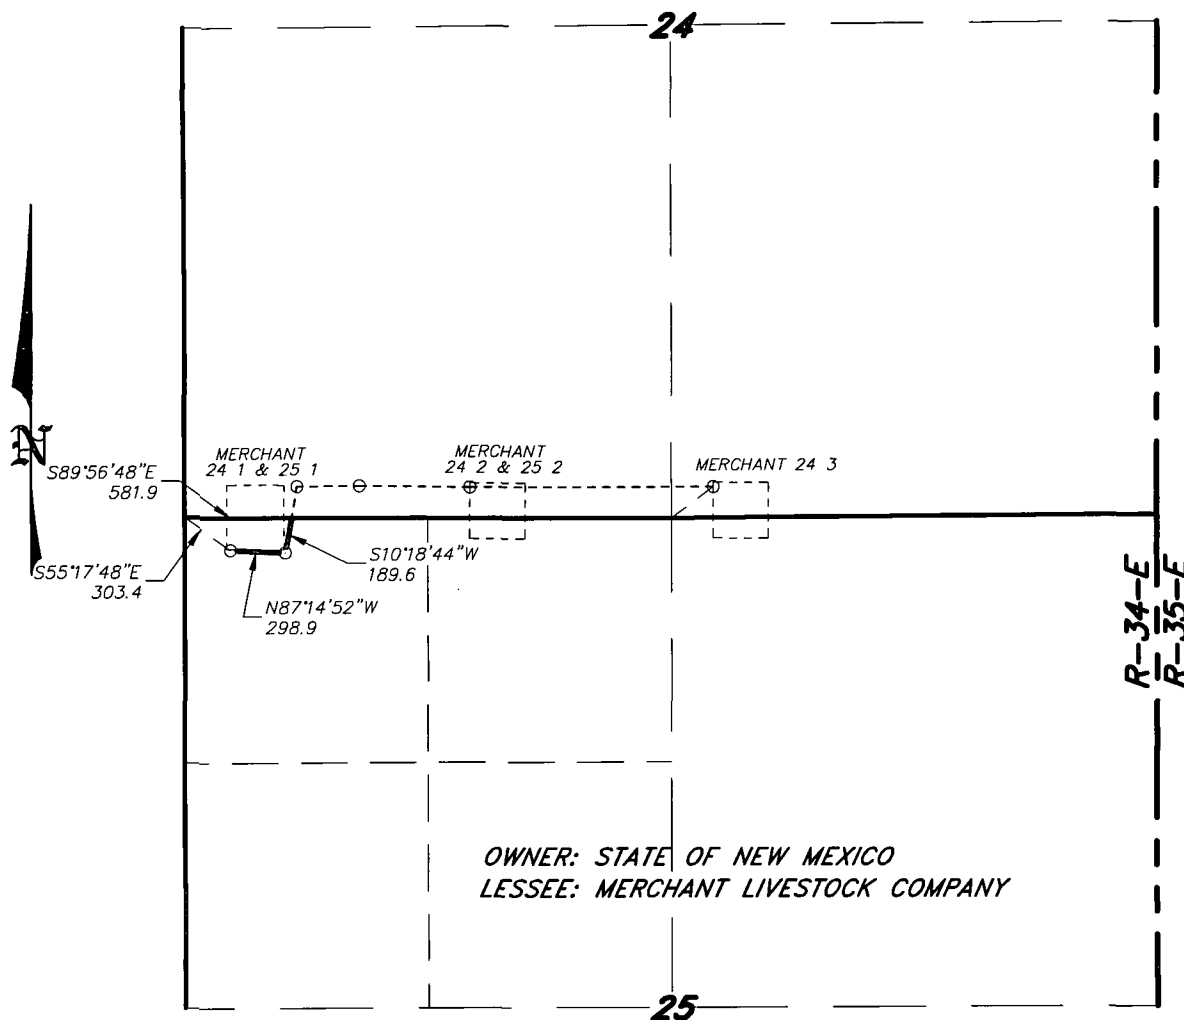 24
N
MERCHANT
24 1 & 25 1
MERCHANT
24 2 & 25 2
MERCHANT 24 3
S89°56'48"E
581.9
S55°17'48"E
303.4
S10°18'44"W
189.6
N87°14'52"W
298.9
R-34-E
R-35-E
OWNER: STATE OF NEW MEXICO
LESSEE: MERCHANT LIVESTOCK COMPANY
25